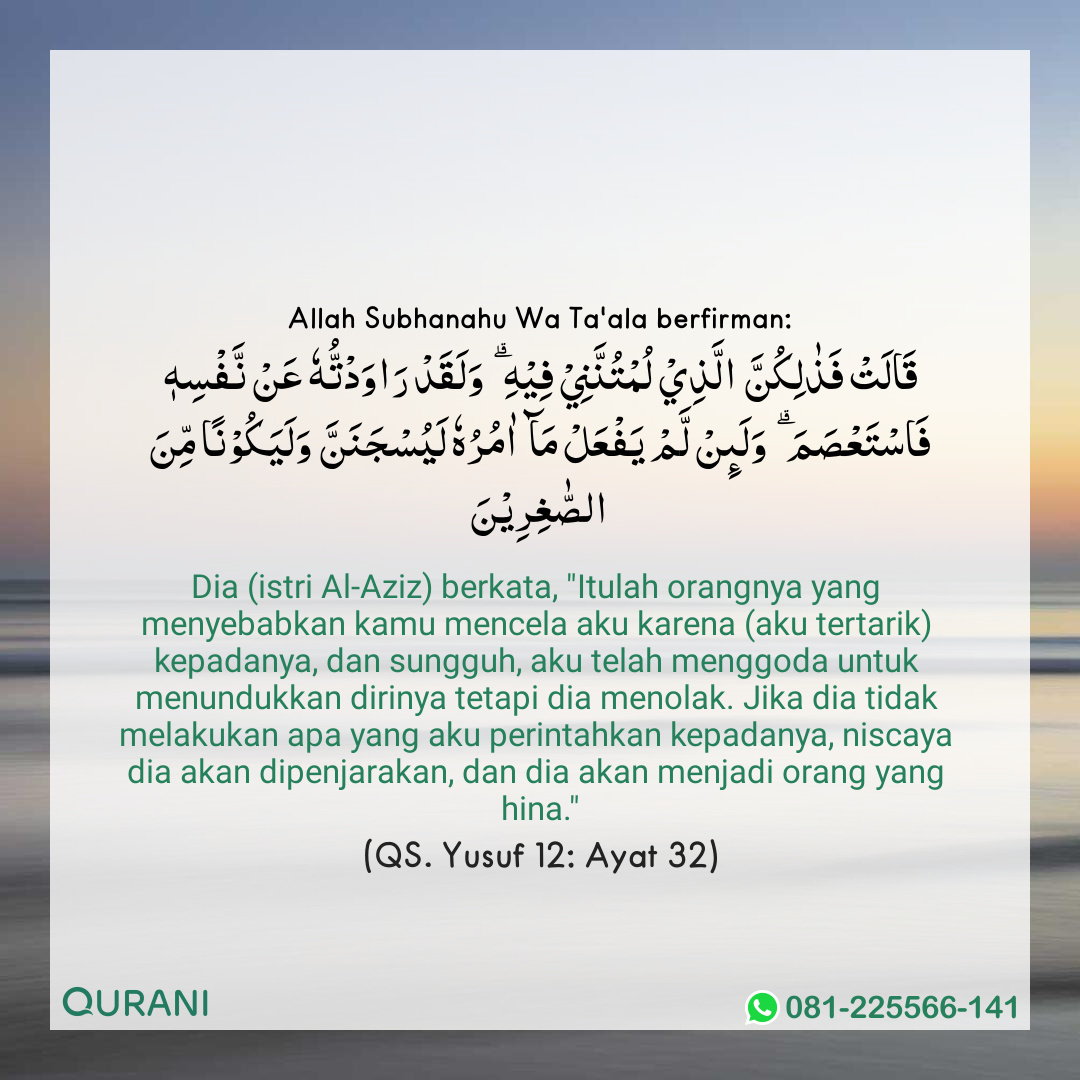 Allah Subhanahu Wa Ta'ala berfirman:
قَالَتْ فَذٰلِكُنَّ الَّذِيْ لُمْتُنَّنِيْ فِيْهِ ۗ وَلَقَدْ رَاوَدْتُّهٗ عَنْ نَّفْسِهٖ
فَاسْتَعْصَمَ ۗ وَلَىِٕنْ لَّمْ يَفْعَلْ مَآ اٰمُرُهٗ لَيُسْجَنَنَّ وَلَيَكُوْنًا مِّنَ
الصّٰغِرِيْنَ
Dia (istri Al-Aziz) berkata, "Itulah orangnya yang
menyebabkan kamu mencela aku karena (aku tertarik)
kepadanya, dan sungguh, aku telah menggoda untuk
menundukkan dirinya tetapi dia menolak. Jika dia tidak
melakukan apa yang aku perintahkan kepadanya, niscaya
dia akan dipenjarakan, dan dia akan menjadi orang yang
hina."
(QS. Yusuf 12: Ayat 32)
QURANI
081-225566-141